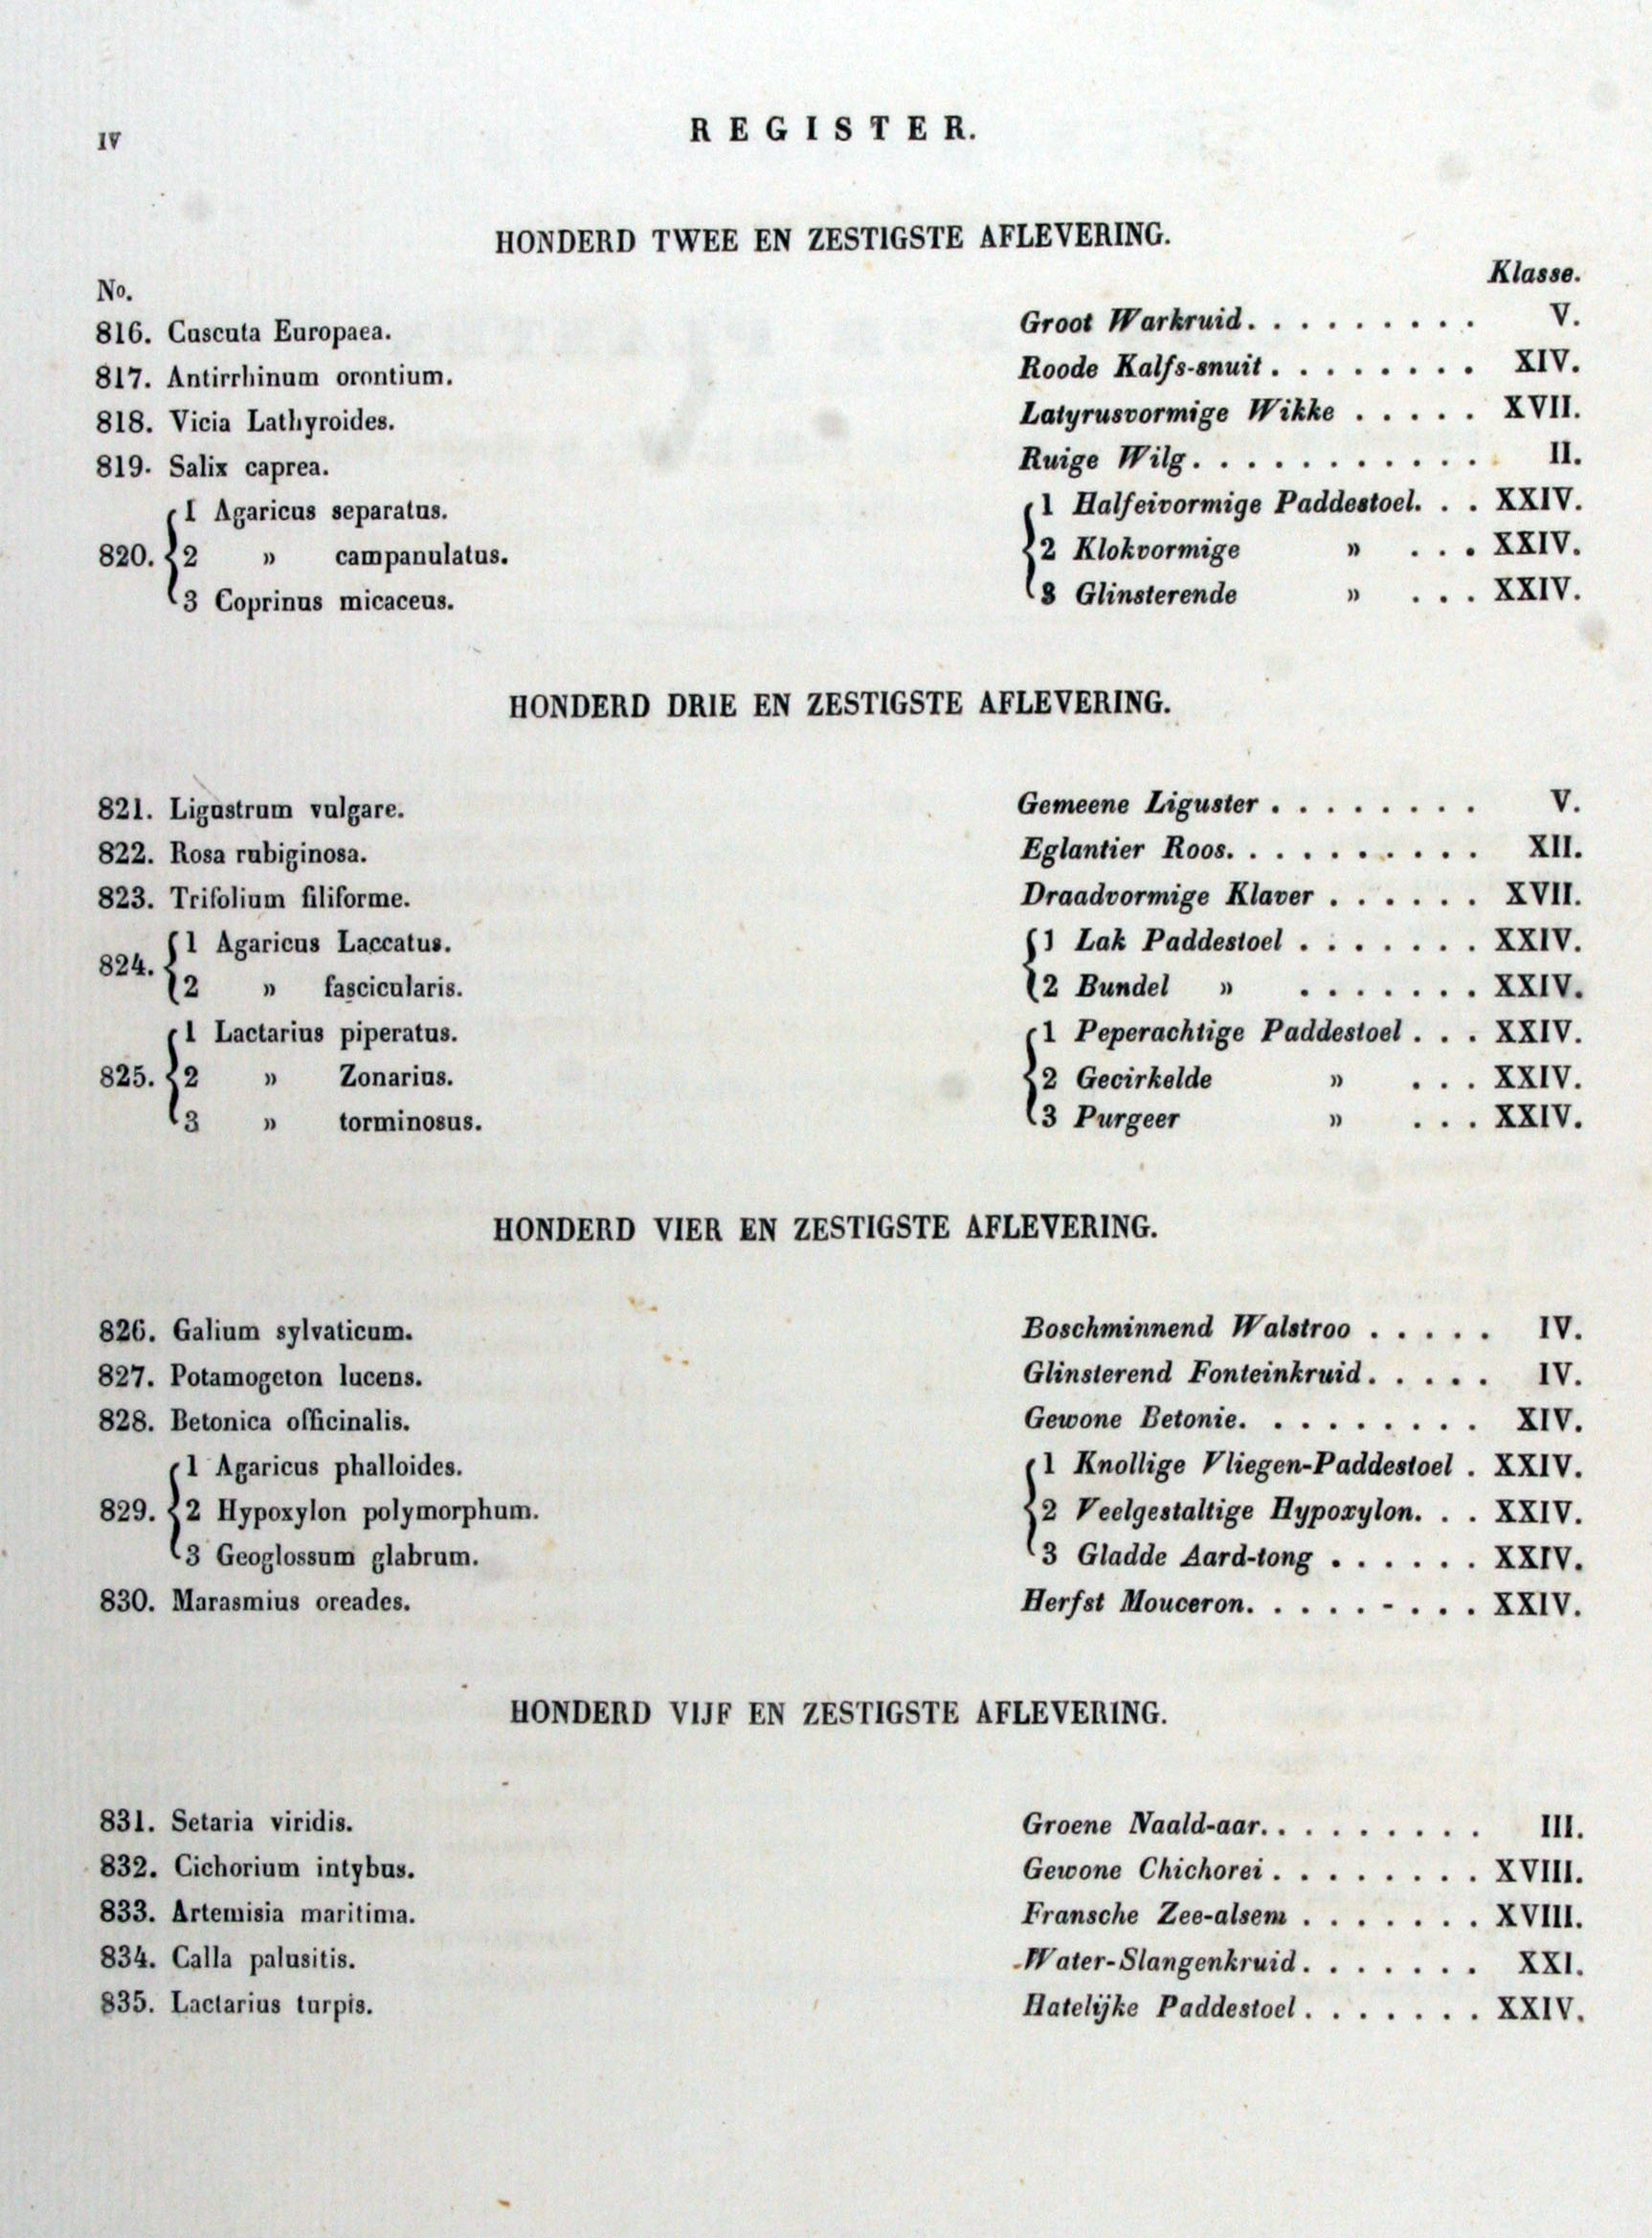 IV
REGISTER.
HONDERD TWEE EN ZESTIGSTE AFLEVERING.
No. Klasse.
816. Cuscuta Europaea. Groot Warkruid. . . . . . . . . . V.
817. Antirrhinum orontium. Roode Kalfs-snuit . . . . . . . . XIV.
818. Vicia Lathyroides. Latyrusvormige Wikke . . . . . XVII.
819. Salix caprea. Ruige Wilg. . . . . . . . . . . . II.
1 Agaricus separatus. 1 Halfeivormige Paddestoel. . . XXIV.
820. 2 » campanulatus. 2 Klokvormige » . . . XXIV.
3 Coprinus micaceus. 3 Glinsterende » . . . XXIV.
HONDERD DRIE EN ZESTIGSTE AFLEVERING.
821. Ligustrum vulgare. Gemeene Liguster . . . . . . . . V.
822. Rosa rubiginosa. Eglantier Roos. . . . . . . . . . . XII.
823. Trifolium filiforme. Draadvormige Klaver . . . . . . XVII.
824. 1 Agaricus Laccatus. 1 Lak Paddestoel . . . . . . . XXIV.
2 » fascicularis. 2 Bundel » . . . . . . . XXIV.
1 Lactarius piperatus. 1 Peperachtige Paddestoel . . . XXIV.
825. 2 » Zonarius. 2 Gecirkelde » . . . XXIV.
3 » torminosus. 3 Purgeer » . . . XXIV.
HONDERD VIER EN ZESTIGSTE AFLEVERING.
826. Galium sylvaticum. Boschminnend Walstroo . . . . . IV.
827. Potamogeton lucens. Glinsterend Fonteinkruid. . . . . IV.
828. Betonica officinalis. Gewone Betonie. . . . . . . . . XIV.
1 Agaricus phalloides. 1 Knollige Vliegen-Paddestoel . XXIV.
829. 2 Hypoxylon polymorphum. 2 Veelgestaltige Hypoxylon. . . XXIV.
3 Geoglossum glabrum. 3 Gladde Aard-tong . . . . . . XXIV.
830. Marasmius oreades. Herfst Mouceron. . . . . - . . . XXIV.
HONDERD VIJF EN ZESTIGSTE AFLEVERING.
831. Setaria viridis. Groene Naald-aar. . . . . . . . . III.
832. Cichorium intybus. Gewone Chichorei . . . . . . . . XVIII.
833. Artemisia maritima. Fransche Zee-alsem . . . . . . . XVIII.
834. Calla palusitis. Water-Slangenkruid. . . . . . . XXI.
835. Lactarius turpis. Hatelijke Paddestoel . . . . . . . XXIV.